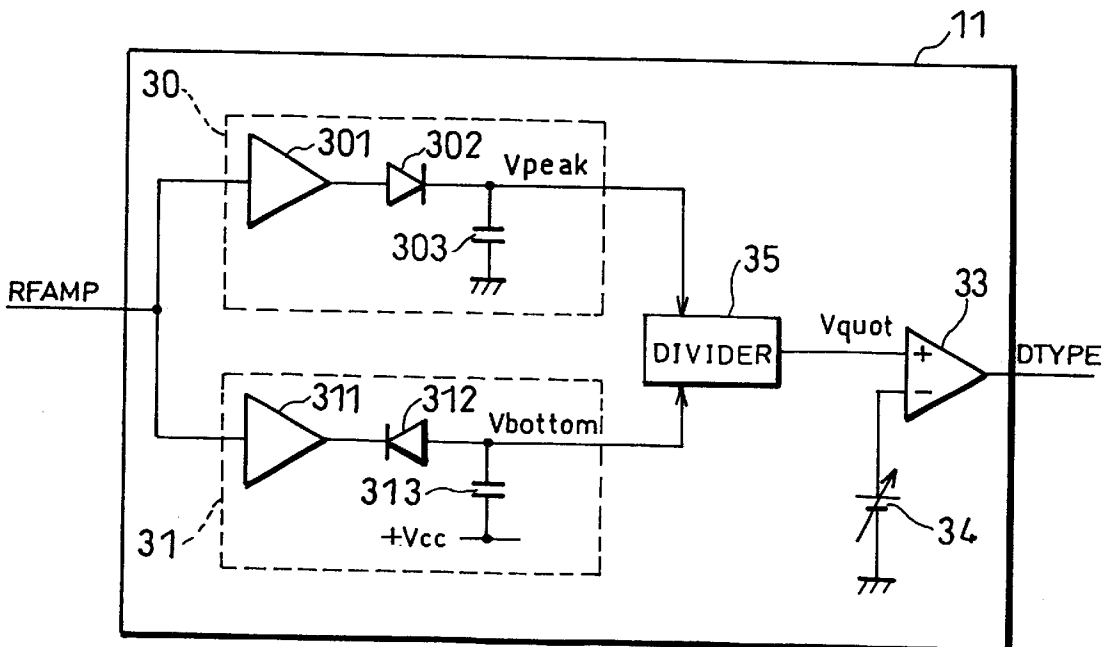 11
30
301
302
Vpeak
303
35
33
RFAMP
DIVIDER
Vquot
+
−
DTYPE
311
312
Vbottom
313
+Vcc
31
34